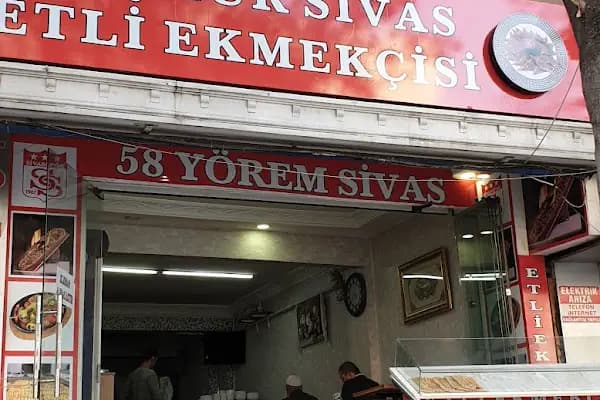 SİVAS
ETLİ EKMEKÇİSİ
58 YÖREM SİVAS
ETLİ EK
ELEKTRİK
ARIZA
TELEFON
İNTERNET